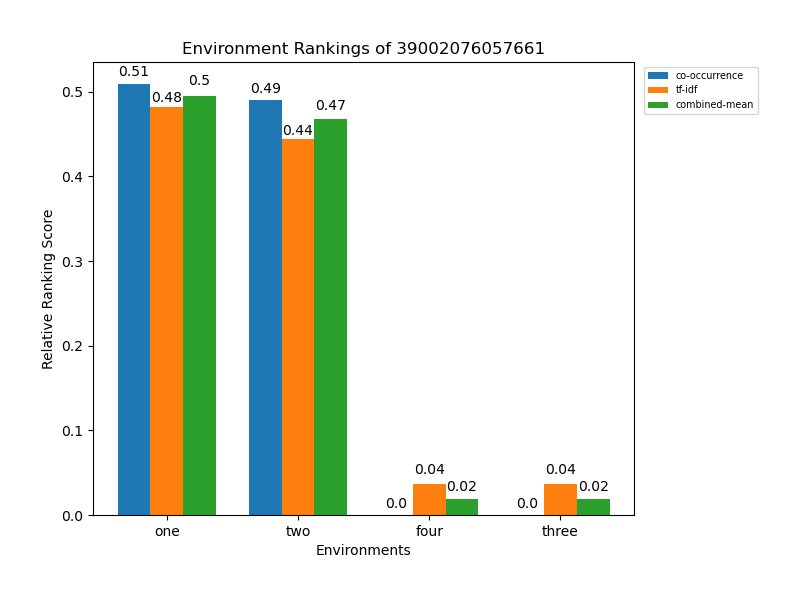 Environment Rankings of 39002076057661
co-occurrence
tf-idf
combined-mean
0.51
0.48
0.5
0.49
0.44
0.47
0.0
0.04
0.02
0.0
0.04
0.02
0.5
0.4
0.3
0.2
0.1
0.0
Relative Ranking Score
one two four three
Environments